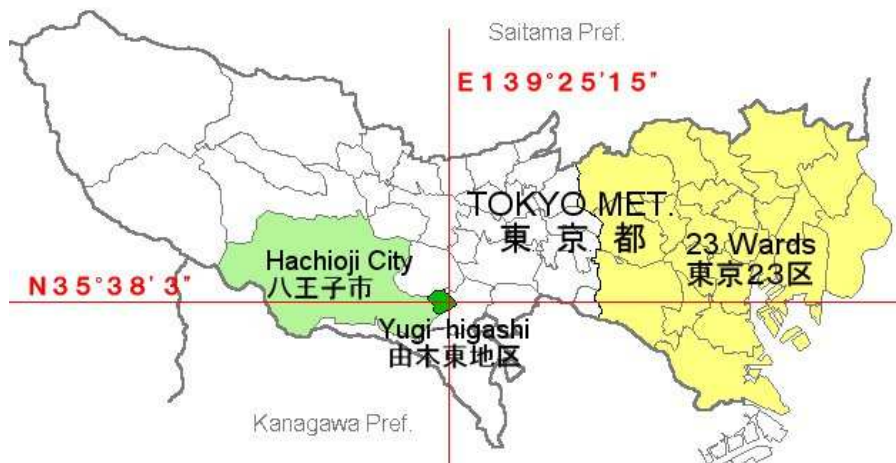 Saitama Pref.
E139°25'15"
TOKYO MET.
東京都
23 Wards
東京23区
Hachioji City
八王子市
N35°38'3"
Yugi higashi
由木東地区
Kanagawa Pref.